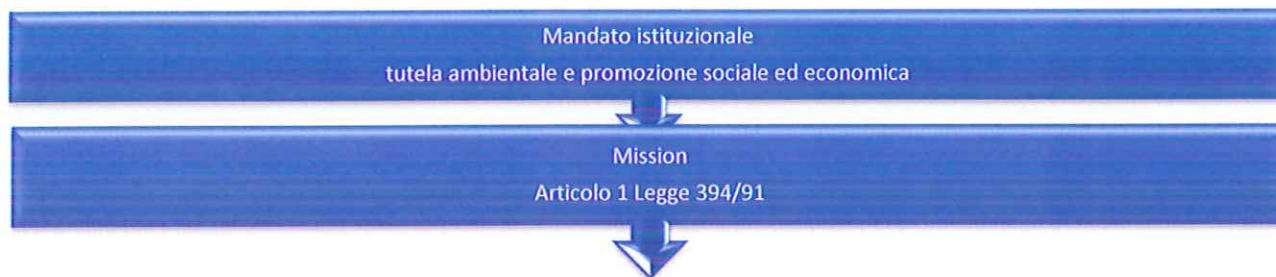 Mandato istituzionale
tutela ambientale e promozione sociale ed economica
Mission
Articolo 1 Legge 394/91